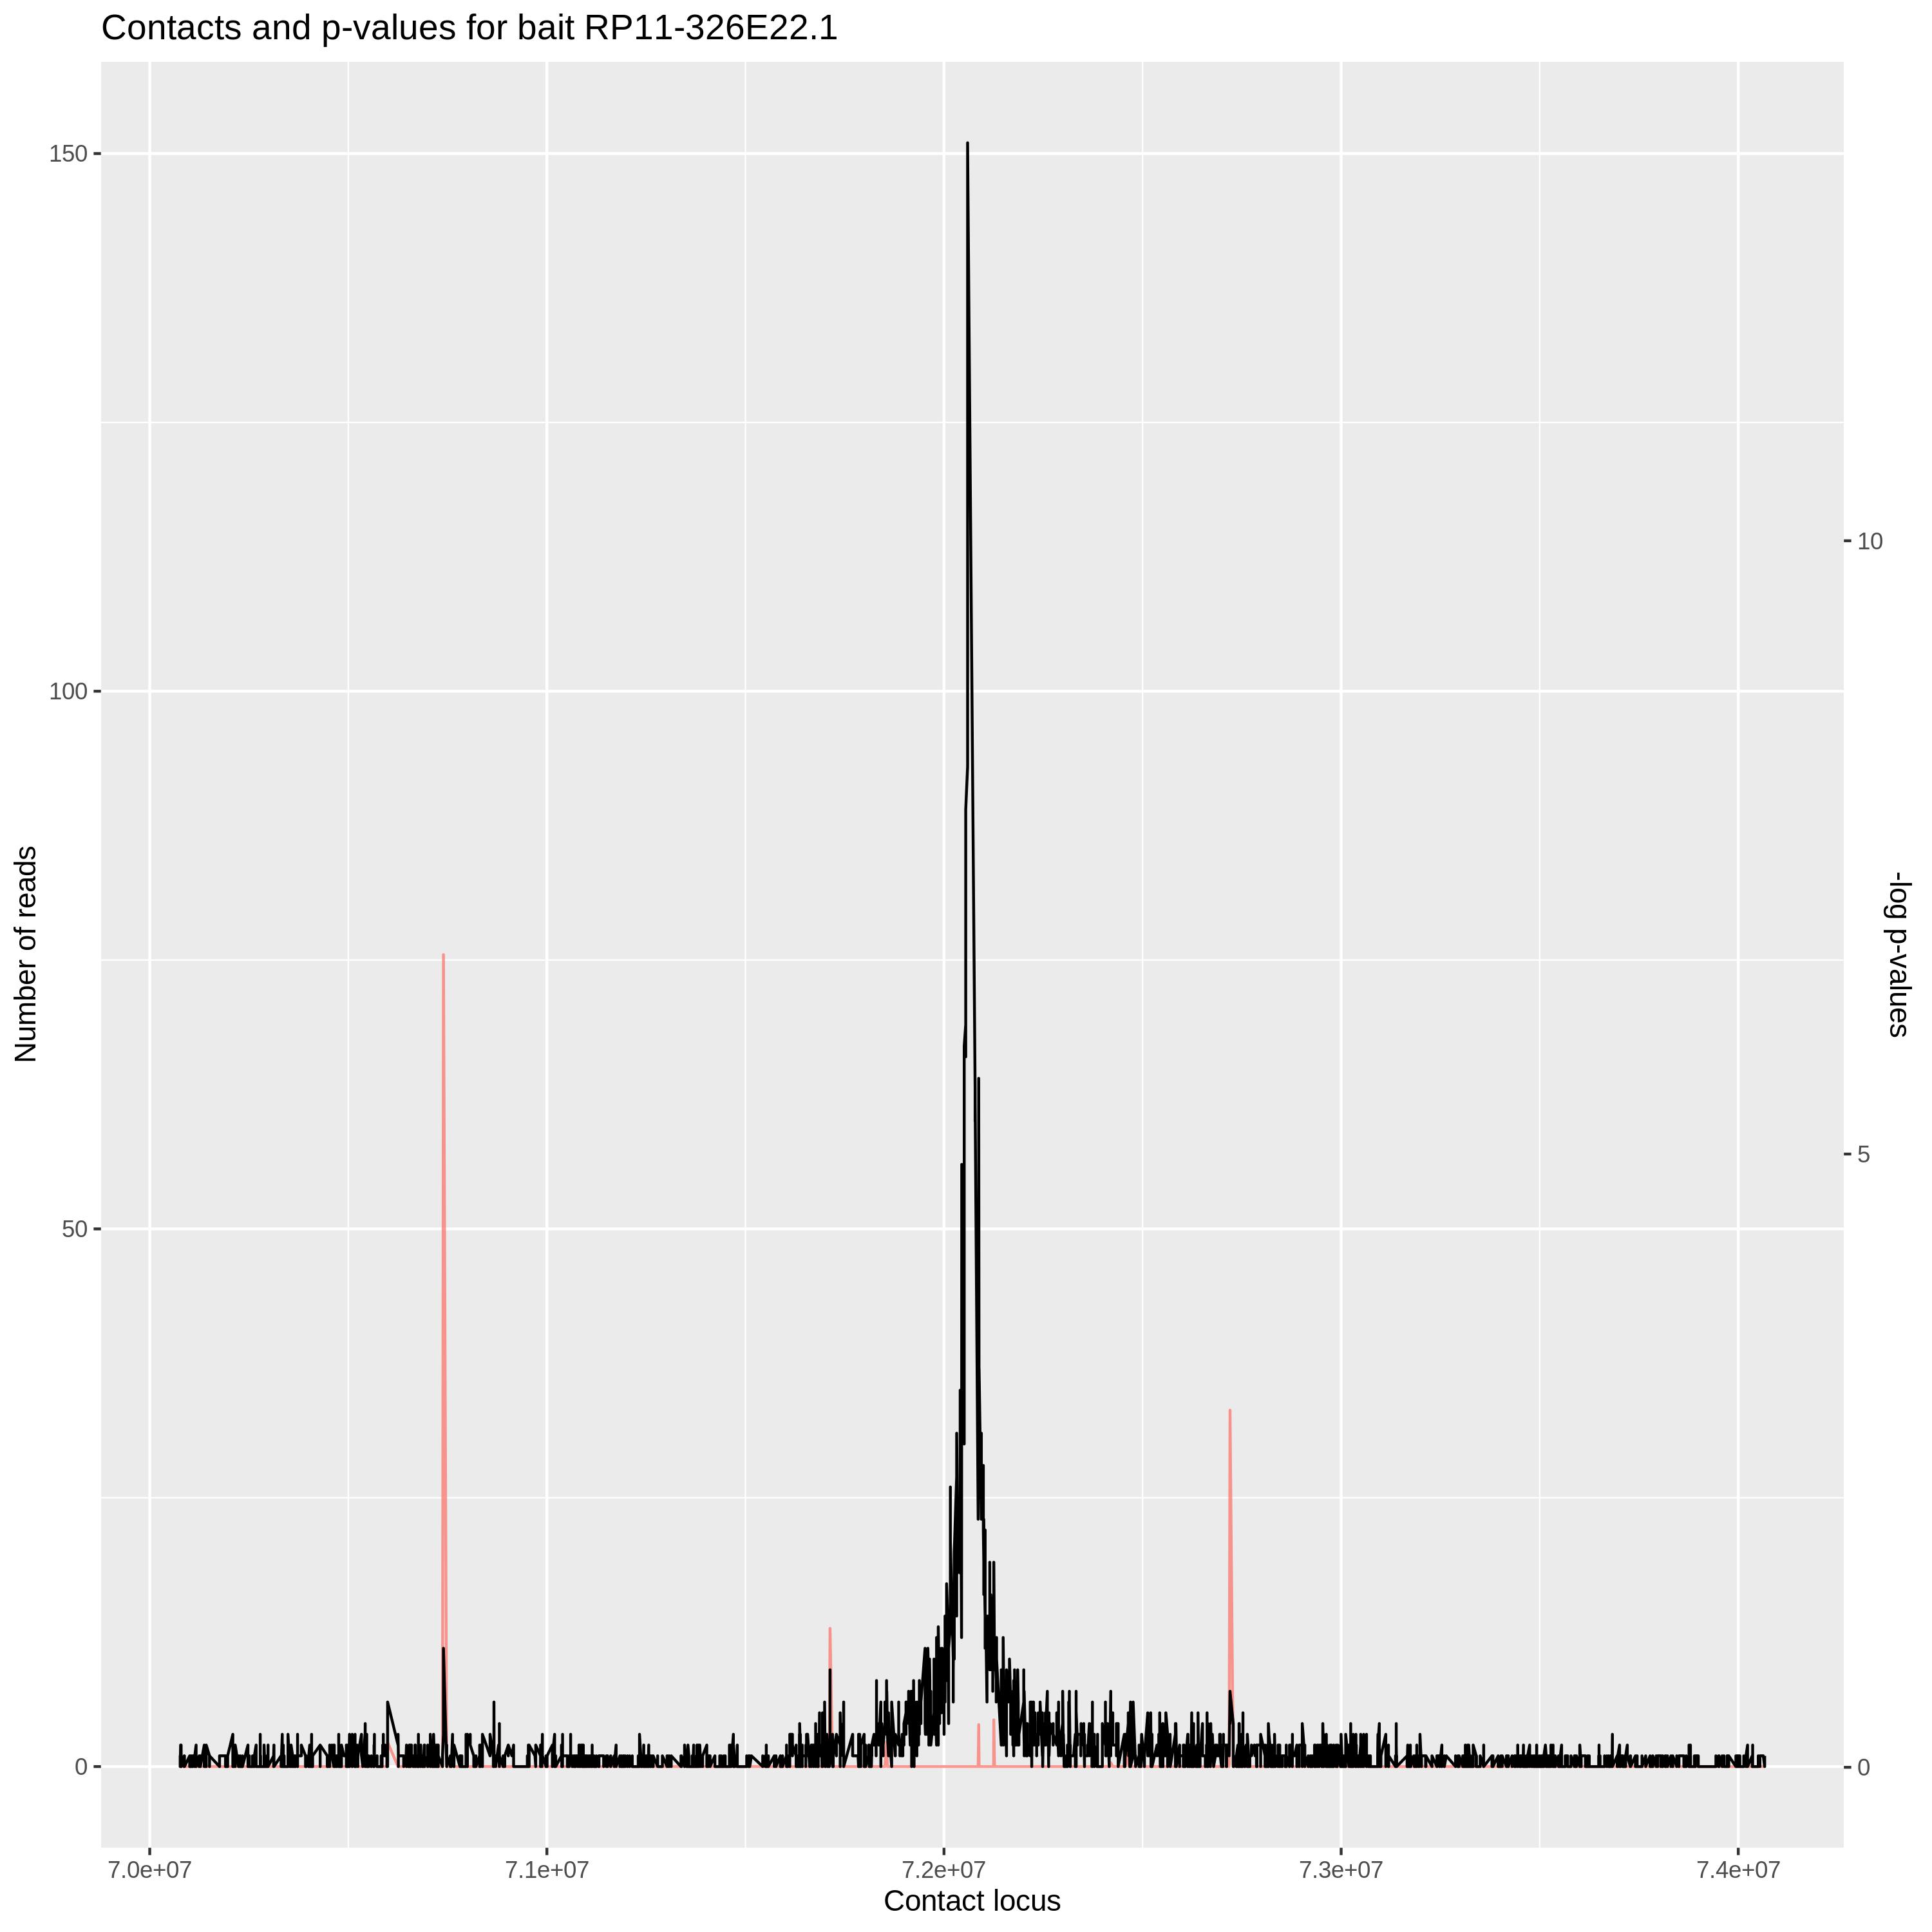 Contacts and p-values for bait RP11-326E22.1
150
100
50
0
Number of reads
10
5
0
-log p-values
7.0e+07 7.1e+07 7.2e+07 7.3e+07 7.4e+07
Contact locus